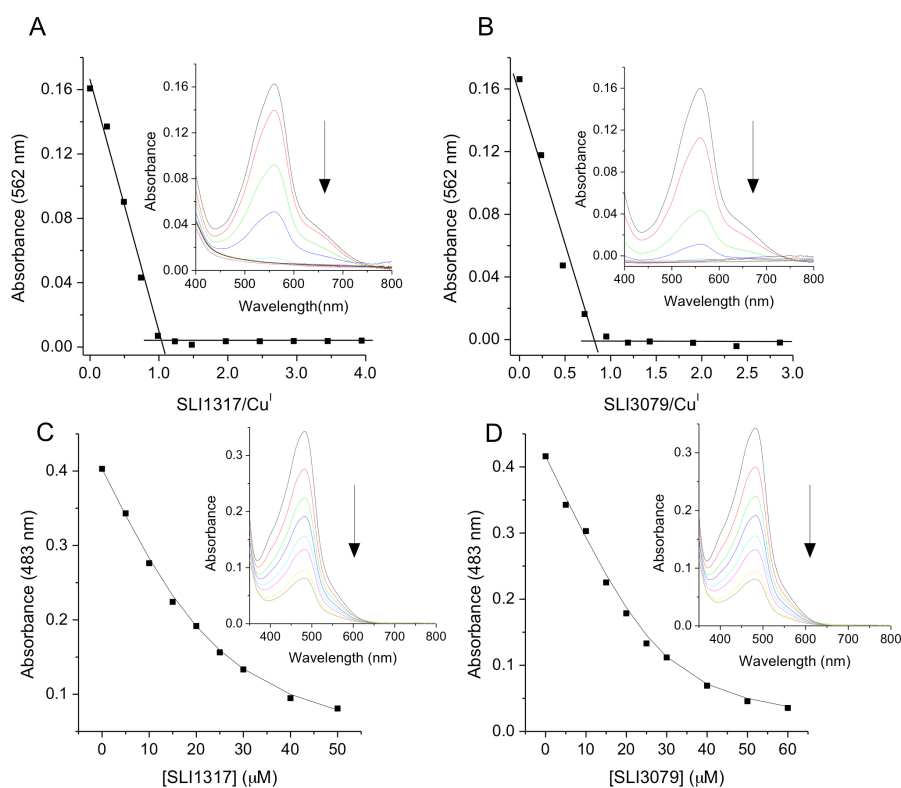 A
Absorbance (562 nm)
0.16
0.12
0.08
0.04
0.00
0.0 1.0 2.0 3.0 4.0
SLI1317/Cuᴵ
Absorbance
0.16
0.12
0.08
0.04
0.00
400 500 600 700 800
Wavelength(nm)
B
Absorbance (562 nm)
0.16
0.12
0.08
0.04
0.00
0.0 0.5 1.0 1.5 2.0 2.5 3.0
SLI3079/Cuᴵ
Absorbance
0.16
0.12
0.08
0.04
0.00
400 500 600 700 800
Wavelength (nm)
C
Absorbance (483 nm)
0.4
0.3
0.2
0.1
0 10 20 30 40 50
[SLI1317] (μM)
Absorbance
0.3
0.2
0.1
0.0
400 500 600 700 800
Wavelength (nm)
D
Absorbance (483 nm)
0.4
0.3
0.2
0.1
0.0
0 10 20 30 40 50 60
[SLI3079] (μM)
Absorbance
0.3
0.2
0.1
0.0
400 500 600 700 800
Wavelength (nm)